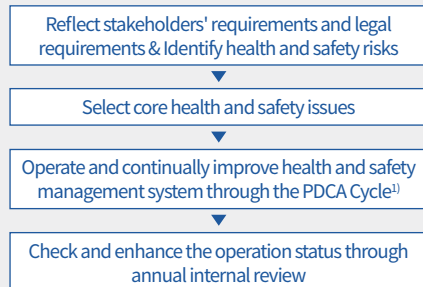 Reflect stakeholders' requirements and legal
requirements & Identify health and safety risks
Select core health and safety issues
Operate and continually improve health and safety
management system through the PDCA Cycle¹⁾
Check and enhance the operation status through
annual internal review